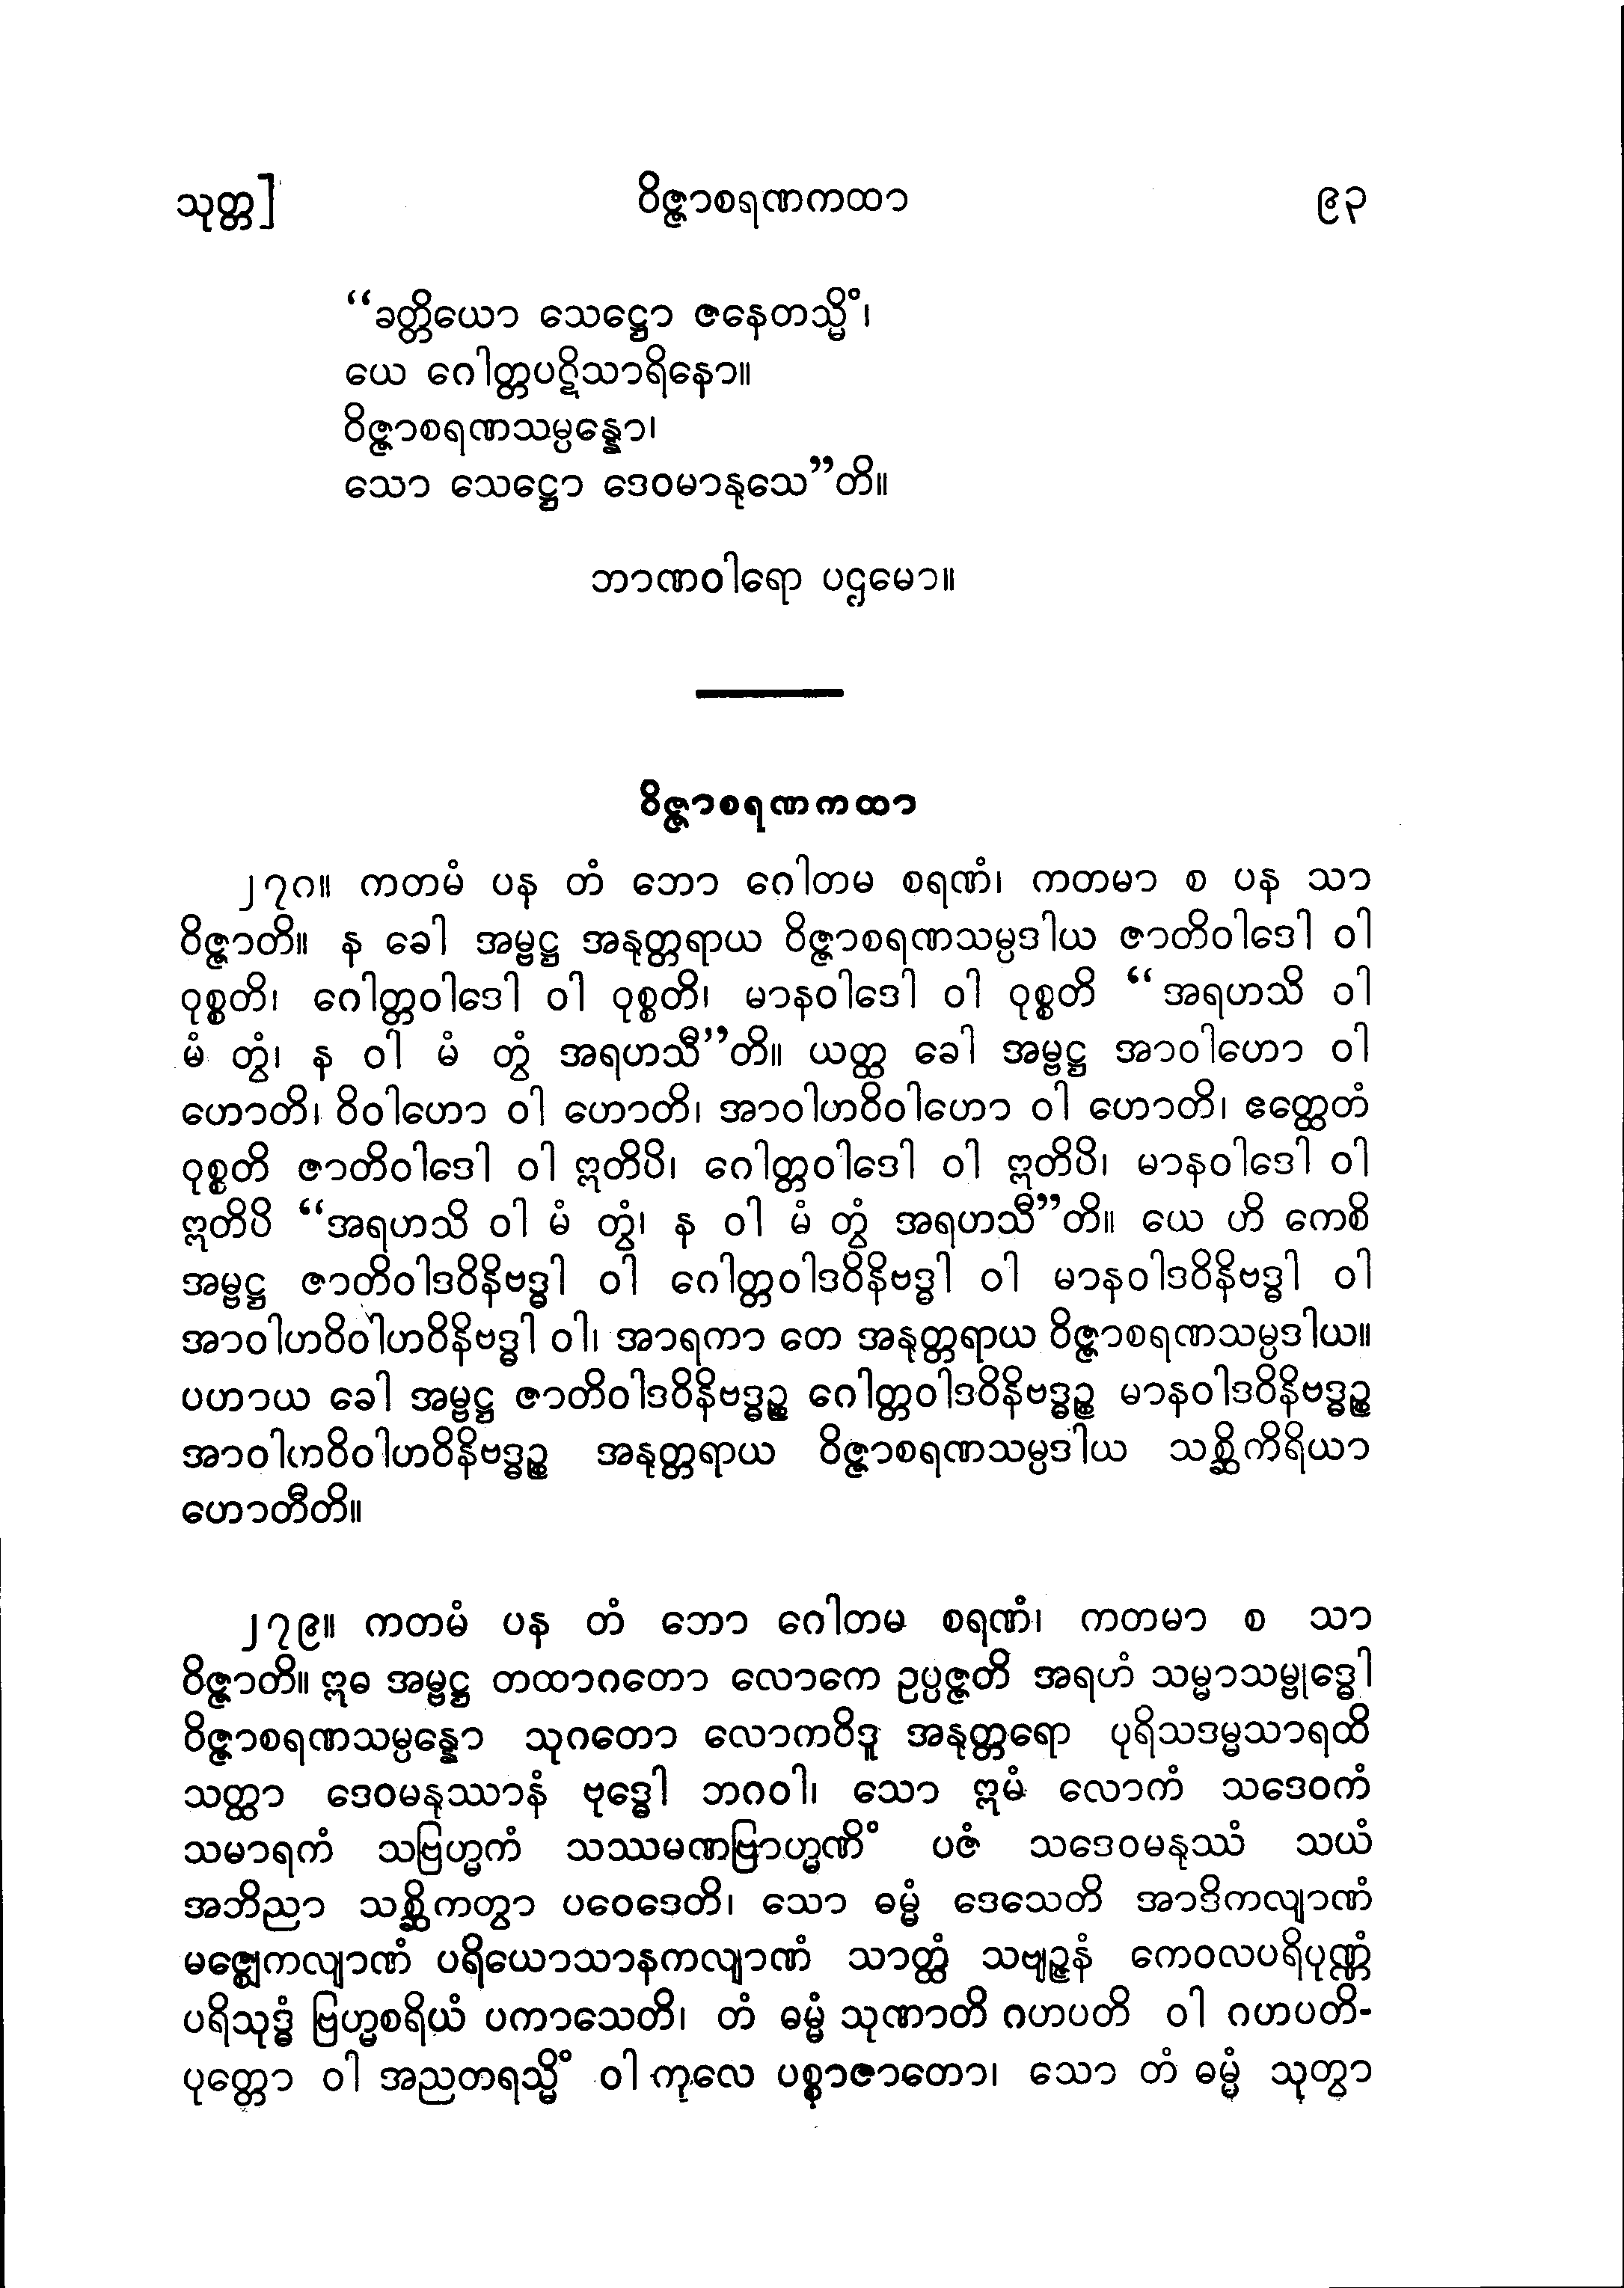 သုတ္တ]
ဝိဇ္ဇာစရဏကထာ
၉၃
“ခတ္တိယော သေဋ္ဌော ဇနေတသ္မိံ၊
ယေ ဂေါတ္တပဋိသာရိနော။
ဝိဇ္ဇာစရဏသမ္ပန္နော၊
သော သေဋ္ဌော ဒေဝမာနုသေ”တိ။
ဘာဏဝါရော ပဌမော။
ဝိဇ္ဇာစရဏကထာ
၂၇၈။ ကတမံ ပန တံ ဘော ဂေါတမ စရဏံ၊ ကတမာ စ ပန သာ
ဝိဇ္ဇာတိ။ န ခေါ အမ္ဗဋ္ဌ အနုတ္တရာယ ဝိဇ္ဇာစရဏသမ္ပဒါယ ဇာတိဝါဒေါ ဝါ
ဝုစ္စတိ၊ ဂေါတ္တဝါဒေါ ဝါ ဝုစ္စတိ၊ မာနဝါဒေါ ဝါ ဝုစ္စတိ “အရဟသိ ဝါ
မံ တွံ၊ န ဝါ မံ တွံ အရဟသီ”တိ။ ယတ္ထ ခေါ အမ္ဗဋ္ဌ အာဝါဟော ဝါ
ဟောတိ၊ ဝိဝါဟော ဝါ ဟောတိ၊ အာဝါဟဝိဝါဟော ဝါ ဟောတိ၊ ဧတ္ထေတံ
ဝုစ္စတိ ဇာတိဝါဒေါ ဝါ ဣတိပိ၊ ဂေါတ္တဝါဒေါ ဝါ ဣတိပိ၊ မာနဝါဒေါ ဝါ
ဣတိပိ “အရဟသိ ဝါ မံ တွံ၊ န ဝါ မံ တွံ အရဟသီ”တိ။ ယေ ဟိ ကေစိ
အမ္ဗဋ္ဌ ဇာတိဝါဒဝိနိဗဒ္ဓါ ဝါ ဂေါတ္တဝါဒဝိနိဗဒ္ဓါ ဝါ မာနဝါဒဝိနိဗဒ္ဓါ ဝါ
အာဝါဟဝိဝါဟဝိနိဗဒ္ဓါ ဝါ၊ အာရကာ တေ အနုတ္တရာယ ဝိဇ္ဇာစရဏသမ္ပဒါယ။
ပဟာယ ခေါ အမ္ဗဋ္ဌ ဇာတိဝါဒဝိနိဗဒ္ဓဉ္စ ဂေါတ္တဝါဒဝိနိဗဒ္ဓဉ္စ မာနဝါဒဝိနိဗဒ္ဓဉ္စ
အာဝါဟဝိဝါဟဝိနိဗဒ္ဓဉ္စ အနုတ္တရာယ ဝိဇ္ဇာစရဏသမ္ပဒါယ သစ္ဆိကိရိယာ
ဟောတီတိ။
၂၇၉။ ကတမံ ပန တံ ဘော ဂေါတမ စရဏံ၊ ကတမာ စ သာ
ဝိဇ္ဇာတိ။ ဣဓ အမ္ဗဋ္ဌ တထာဂတော လောကေ ဥပ္ပဇ္ဇတိ အရဟံ သမ္မာသမ္ဗုဒ္ဓေါ
ဝိဇ္ဇာစရဏသမ္ပန္နော သုဂတော လောကဝိဒူ အနုတ္တရော ပုရိသဒမ္မသာရထိ
သတ္ထာ ဒေဝမနုဿာနံ ဗုဒ္ဓေါ ဘဂဝါ၊ သော ဣမံ လောကံ သဒေဝကံ
သမာရကံ သဗြဟ္မကံ သဿမဏဗြာဟ္မဏိံ ပဇံ သဒေဝမနုဿံ သယံ
အဘိညာ သစ္ဆိကတွာ ပဝေဒေတိ၊ သော ဓမ္မံ ဒေသေတိ အာဒိကလျာဏံ
မဇ္ဈေကလျာဏံ ပရိယောသာနကလျာဏံ သာတ္ထံ သဗျဉ္ဇနံ ကေဝလပရိပုဏ္ဏံ
ပရိသုဒ္ဓံ ဗြဟ္မစရိယံ ပကာသေတိ၊ တံ ဓမ္မံ သုဏာတိ ဂဟပတိ ဝါ ဂဟပတိ-
ပုတ္တော ဝါ အညတရသ္မိံ ဝါ ကုလေ ပစ္စာဇာတော၊ သော တံ ဓမ္မံ သုတွာ